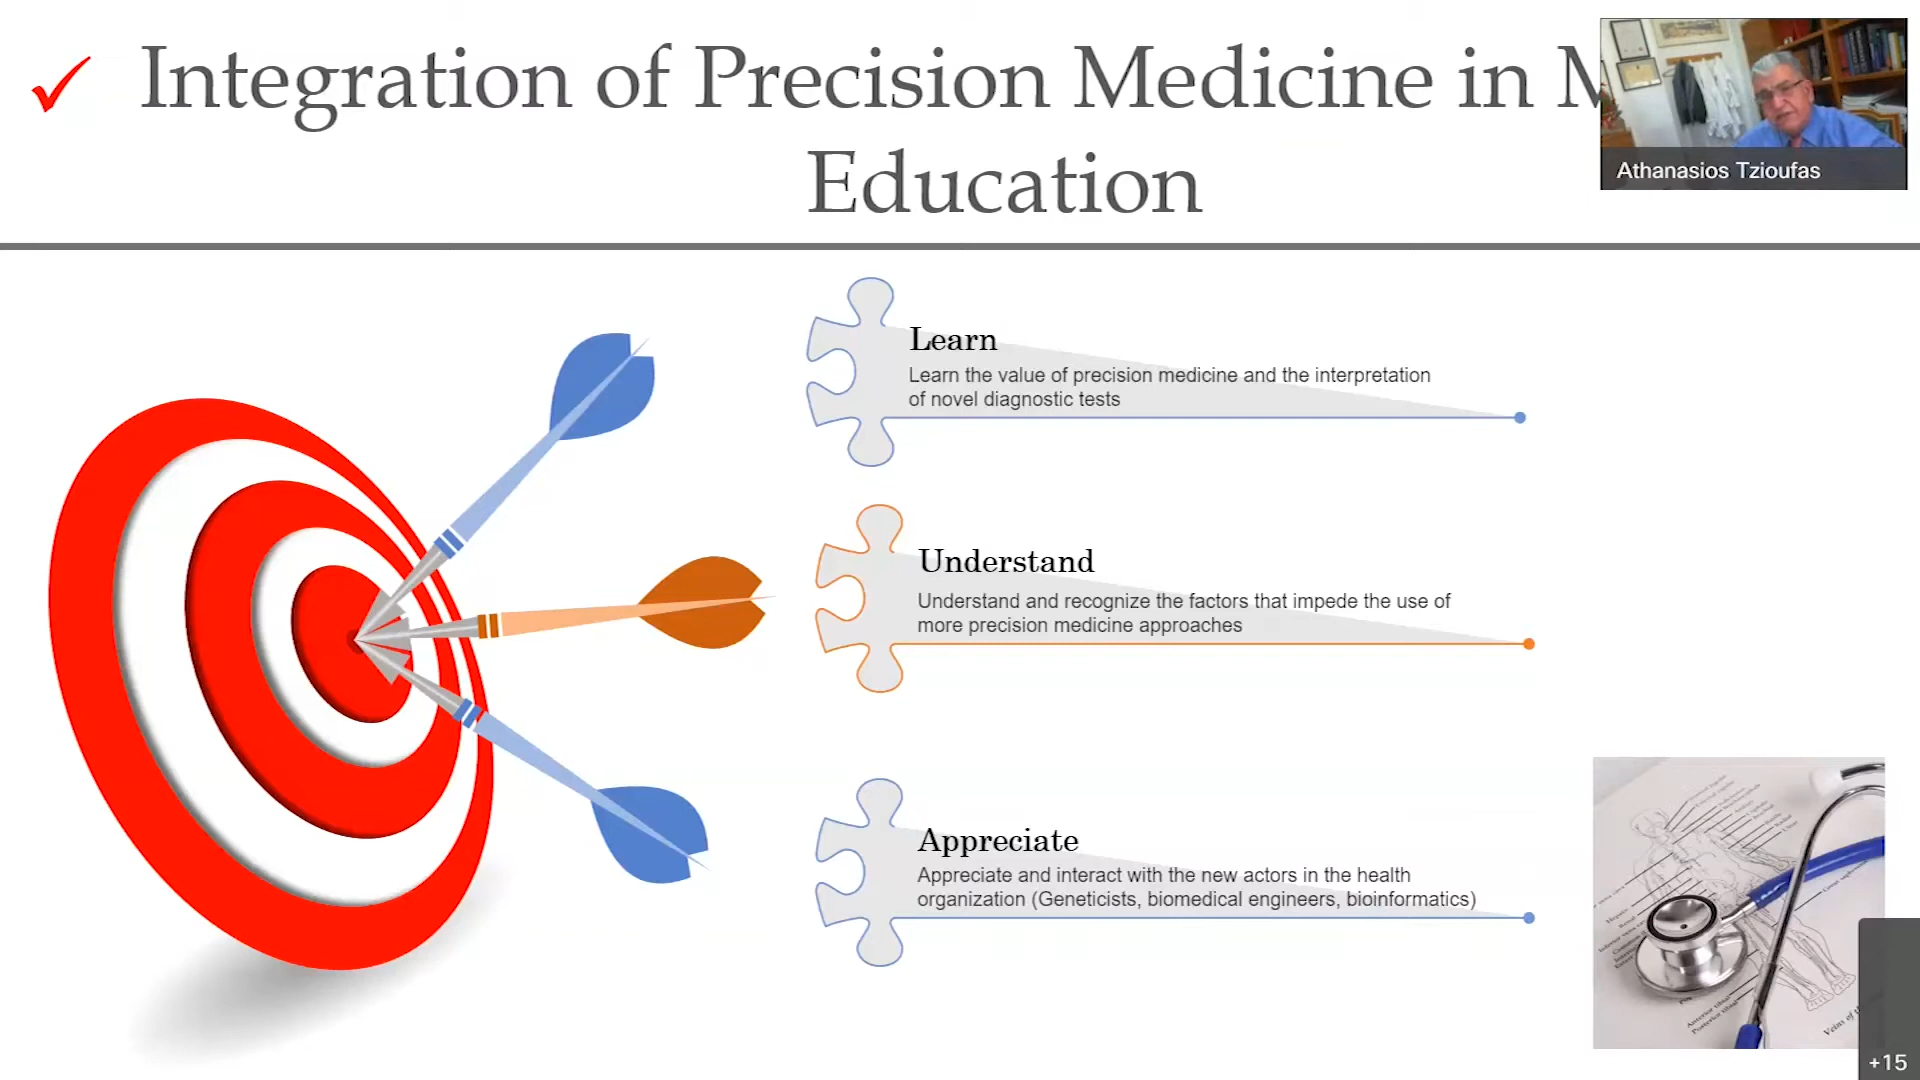 Integration of Precision Medicine in M
Education
Athanasios Tzioufas
Learn
Learn the value of precision medicine and the interpretation
of novel diagnostic tests
Understand
Understand and recognize the factors that impede the use of
more precision medicine approaches
Appreciate
Appreciate and interact with the new actors in the health
organization (Geneticists, biomedical engineers, bioinformatics)
+15